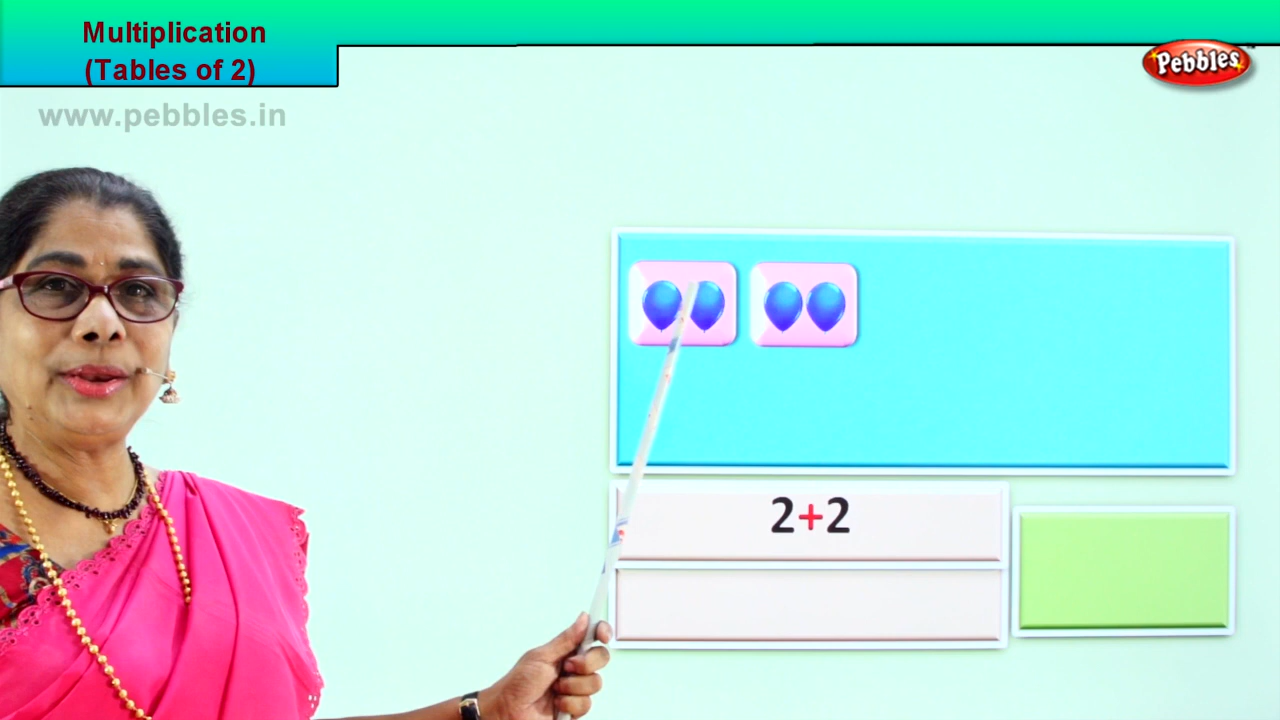 Multiplication
(Tables of 2)
Pebbles
www.pebbles.in
2+2